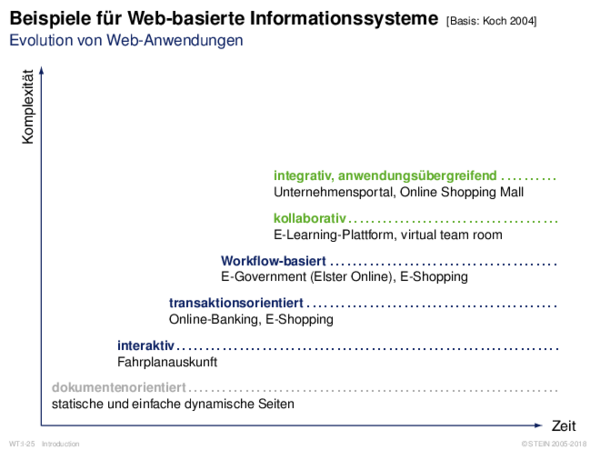 Beispiele für Web-basierte Informationssysteme [Basis: Koch 2004]
Evolution von Web-Anwendungen
Komplexität
integrativ, anwendungsübergreifend . . . . . . . . . .
Unternehmensportal, Online Shopping Mall
kollaborativ . . . . . . . . . . . . . . . . . . . . . . . . . . . . . . . . . . . . .
E-Learning-Plattform, virtual team room
Workflow-basiert . . . . . . . . . . . . . . . . . . . . . . . . . . . . . . . . . . . . . . . .
E-Government (Elster Online), E-Shopping
transaktionsorientiert . . . . . . . . . . . . . . . . . . . . . . . . . . . . . . . . . . . . . . . . . . . .
Online-Banking, E-Shopping
interaktiv . . . . . . . . . . . . . . . . . . . . . . . . . . . . . . . . . . . . . . . . . . . . . . . . . . . . . . . . . . . . . . . . . . .
Fahrplanauskunft
dokumentenorientiert . . . . . . . . . . . . . . . . . . . . . . . . . . . . . . . . . . . . . . . . . . . . . . . . . . . . . . . . . . . . . . . . .
statische und einfache dynamische Seiten
Zeit
WT:I-25 Introduction
© STEIN 2005-2018